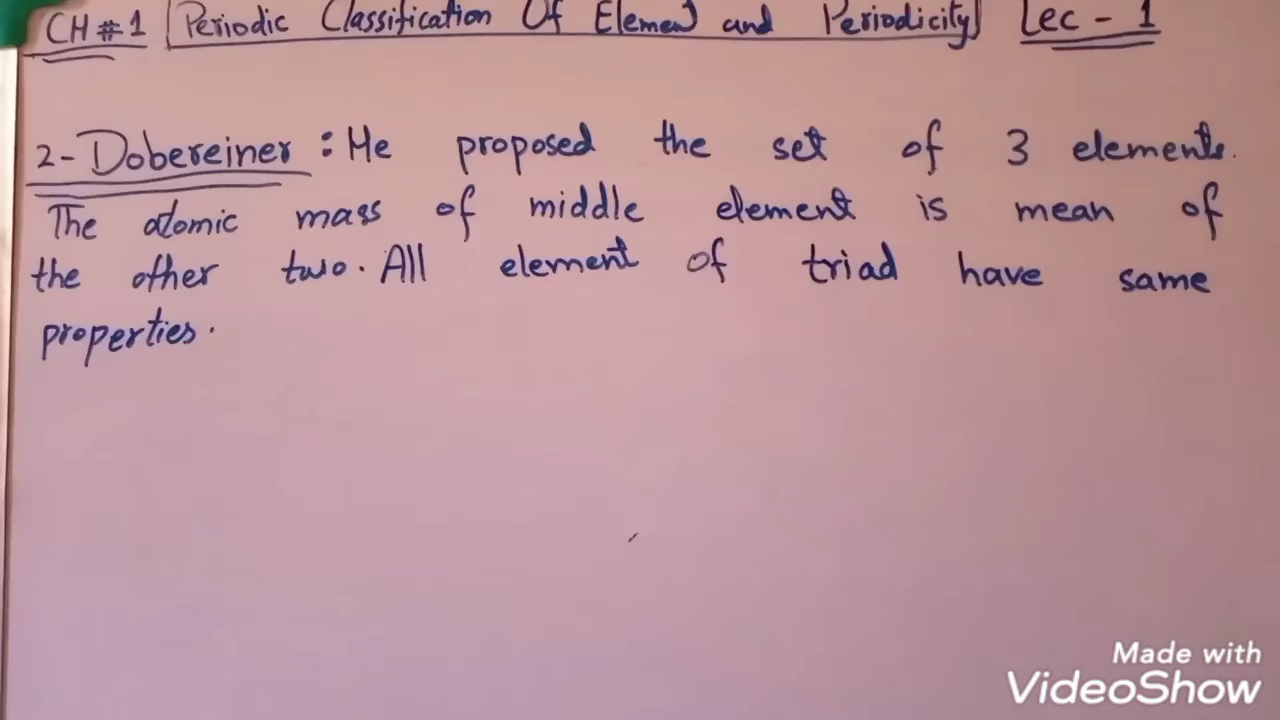 CH #1 Periodic Classification Of Elemen and Periodicity Lec - 1
2- Dobereiner : He proposed the set of 3 elements.
The atomic mass of middle element is mean of
the other two. All element of triad have same
properties.
Made with
VideoShow